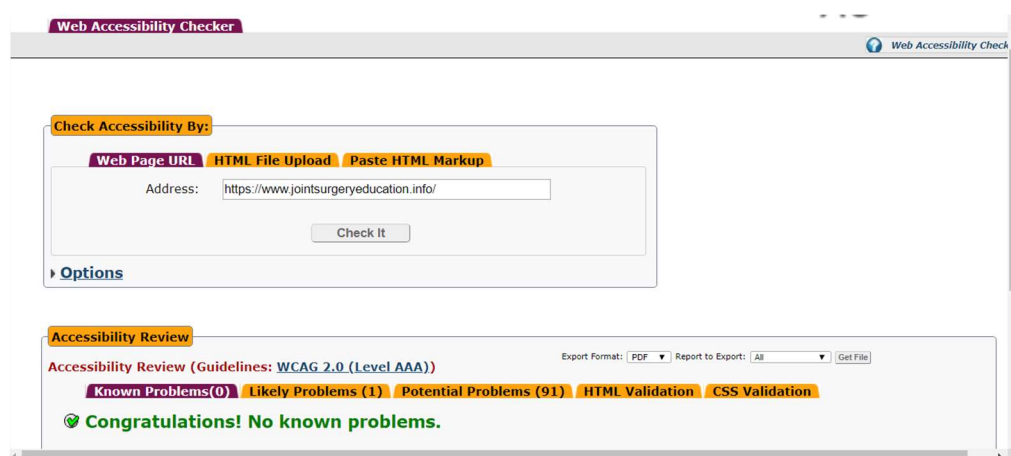 Web Accessibility Checker
Web Accessibility Check
Check Accessibility By:
Web Page URL HTML File Upload Paste HTML Markup
Address: https://www.jointsurgeryeducation.info/
Check It
Options
Accessibility Review
Export Format: PDF Report to Export: All Get File
Accessibility Review (Guidelines: WCAG 2.0 (Level AAA))
Known Problems(0) Likely Problems (1) Potential Problems (91) HTML Validation CSS Validation
Congratulations! No known problems.